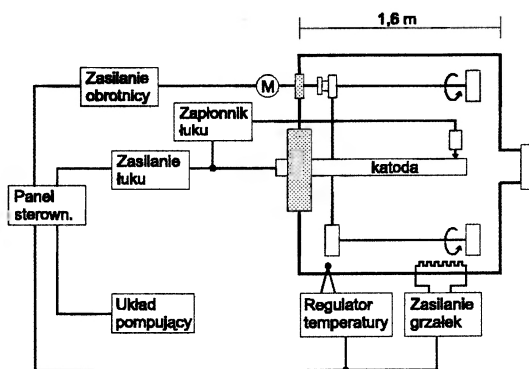 1,6 m
Zasilanie
obrotnicy
M
Zapłonnik
łuku
Zasilanie
łuku
katoda
Panel
sterown.
Układ
pompujący
Regulator
temperatury
Zasilanie
grzałek